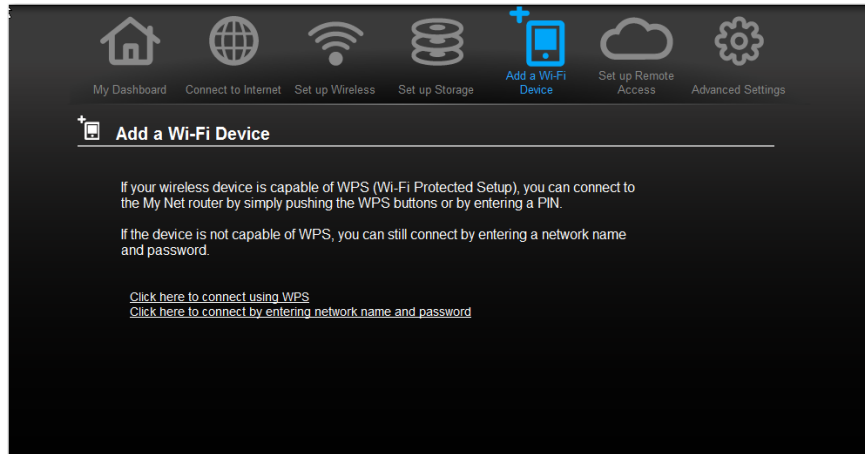 My Dashboard
Connect to Internet
Set up Wireless
Set up Storage
Add a Wi-Fi
Device
Set up Remote
Access
Advanced Settings
Add a Wi-Fi Device
If your wireless device is capable of WPS (Wi-Fi Protected Setup), you can connect to
the My Net router by simply pushing the WPS buttons or by entering a PIN.
If the device is not capable of WPS, you can still connect by entering a network name
and password.
Click here to connect using WPS
Click here to connect by entering network name and password